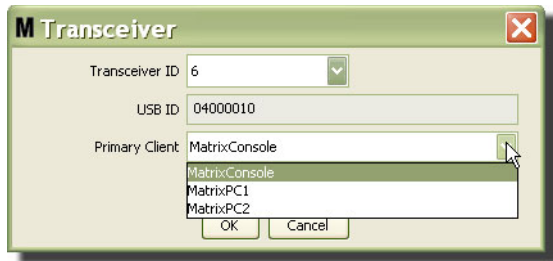 M Transceiver
Transceiver ID 6
USB ID 04000010
Primary Client MatrixConsole
MatrixConsole
MatrixPC1
MatrixPC2
OK Cancel